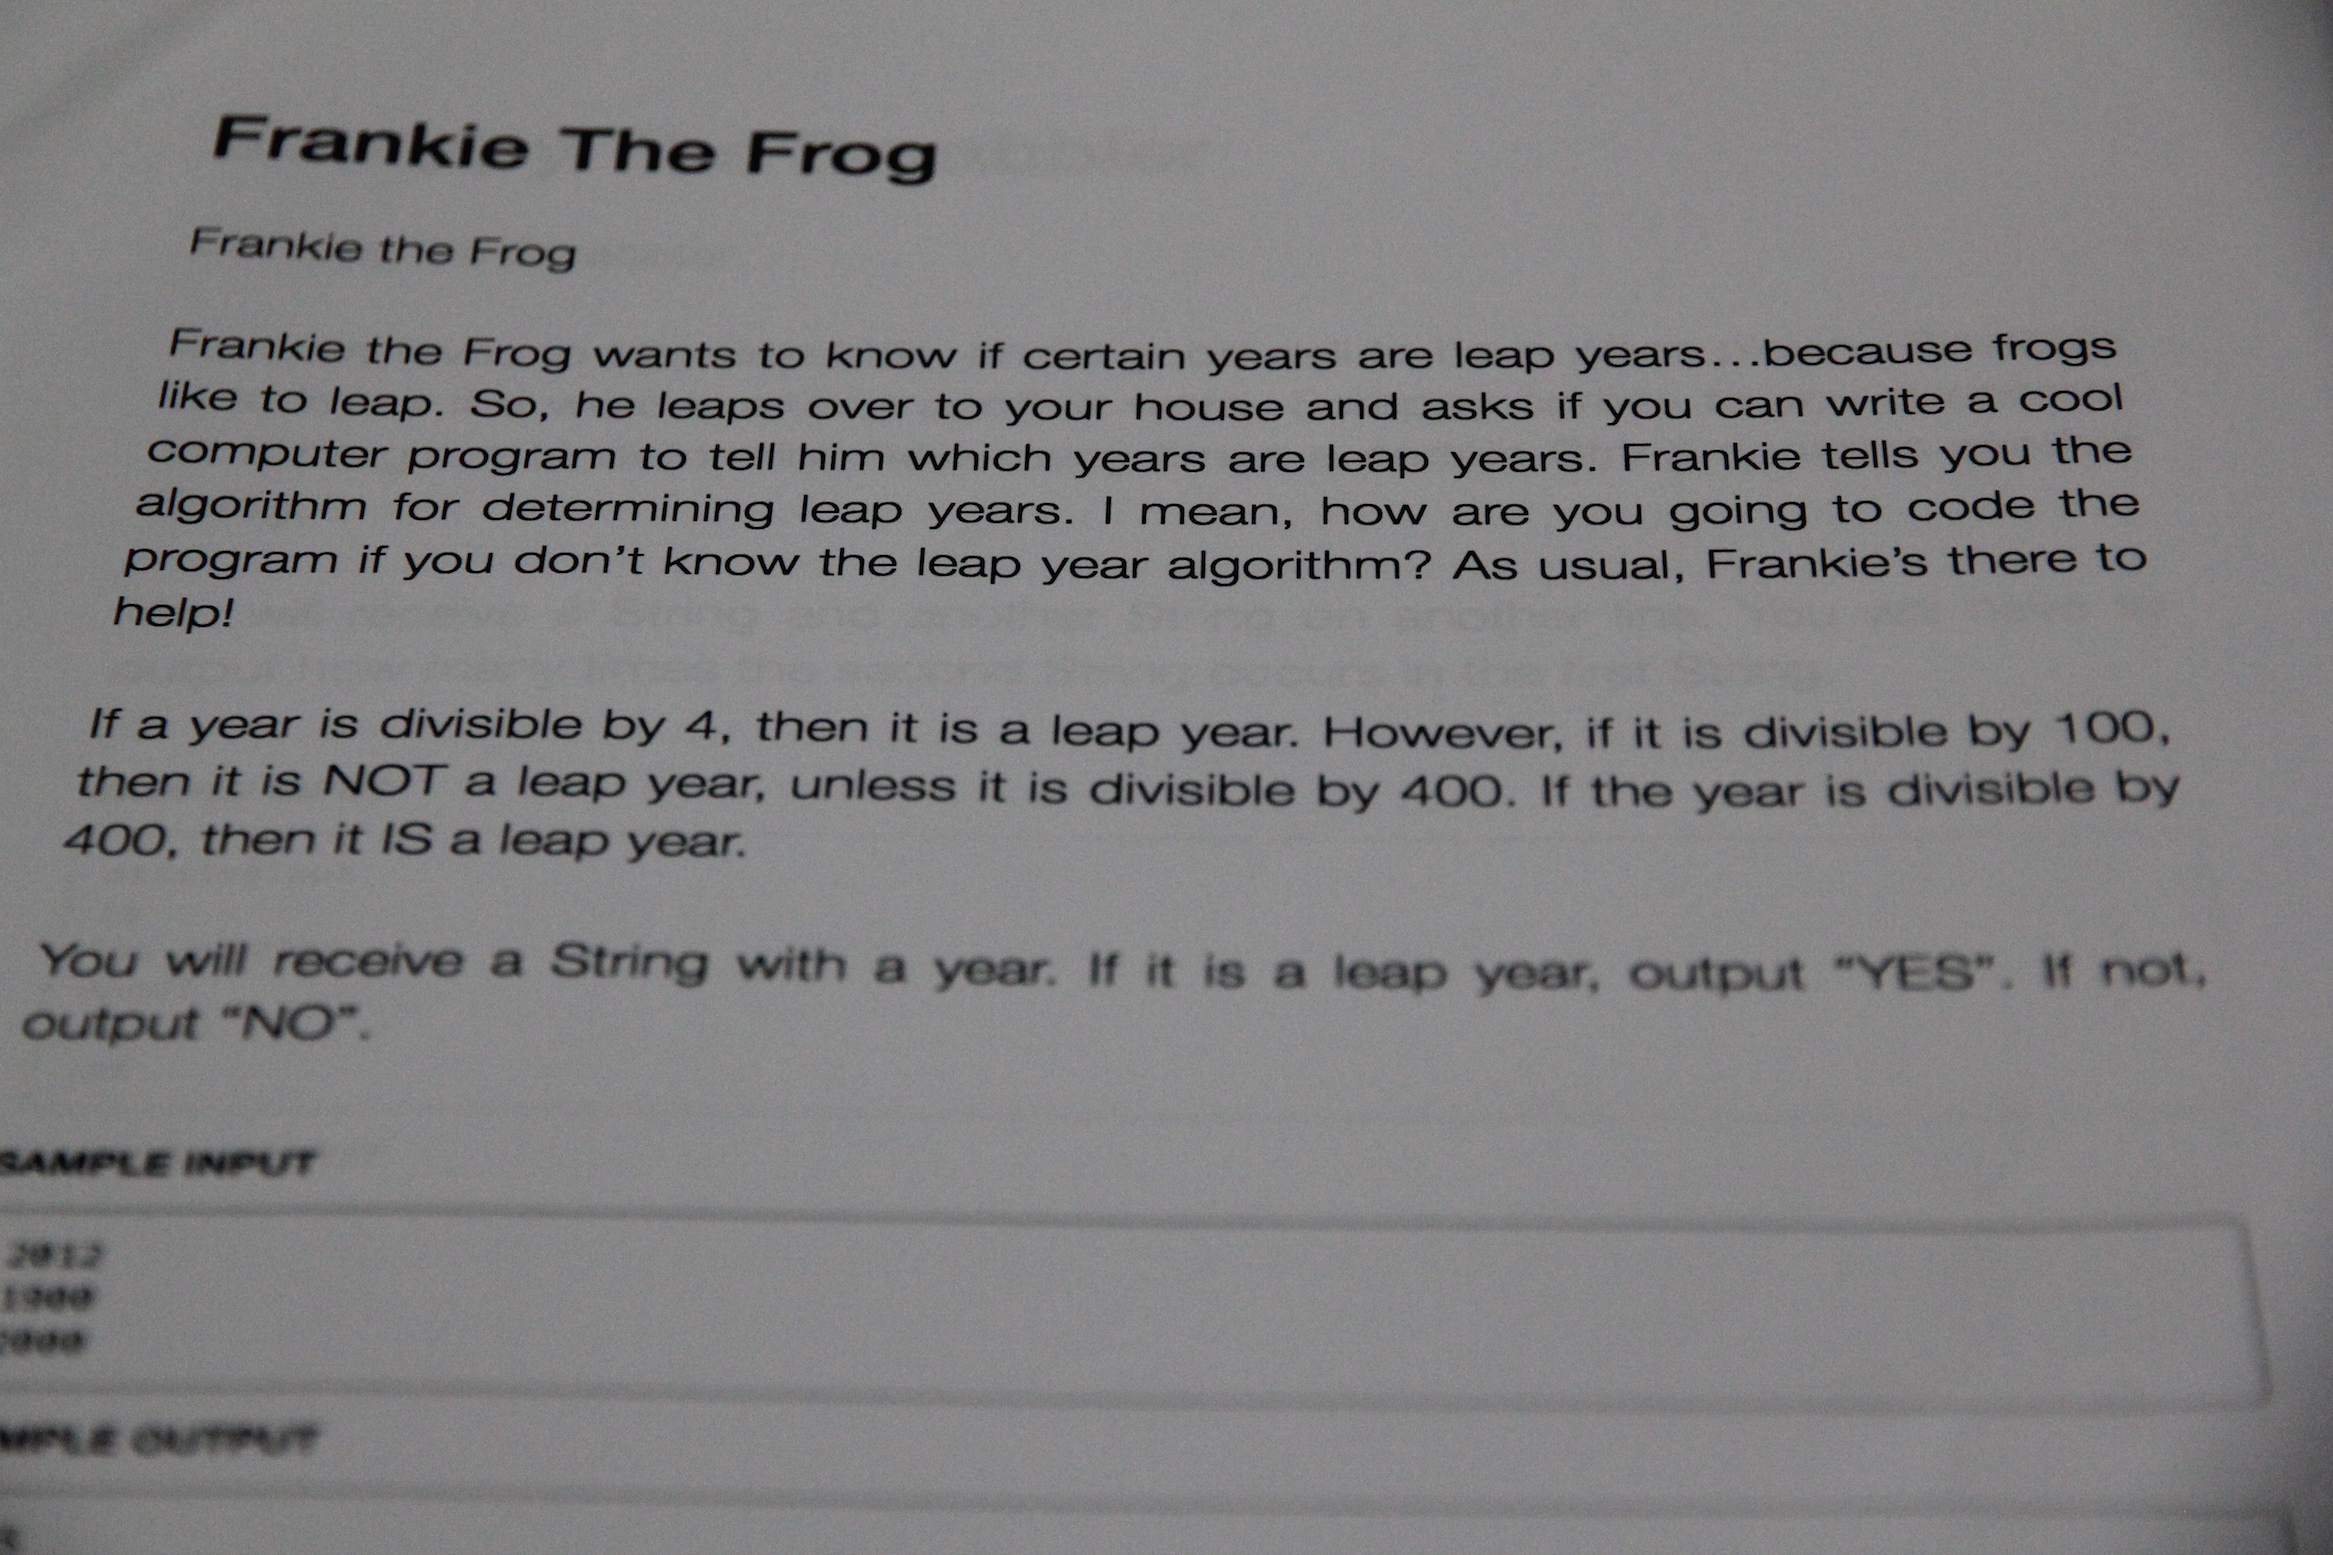 Frankie The Frog
Frankie the Frog
Frankie the Frog wants to know if certain years are leap years...because frogs
like to leap. So, he leaps over to your house and asks if you can write a cool
computer program to tell him which years are leap years. Frankie tells you the
algorithm for determining leap years. I mean, how are you going to code the
program if you don't know the leap year algorithm? As usual, Frankie's there to
help!
If a year is divisible by 4, then it is a leap year. However, if it is divisible by 100,
then it is NOT a leap year, unless it is divisible by 400. If the year is divisible by
400, then it IS a leap year.
You will receive a String with a year. If it is a leap year, output “YES”. If not,
output “NO”.
SAMPLE INPUT
2012
1900
2000
MPLE OUTPUT